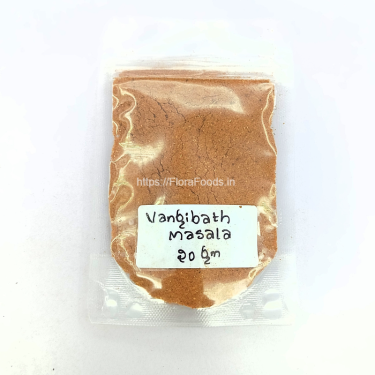 https://FloraFoods.in
Vangibath
masala
20 gm